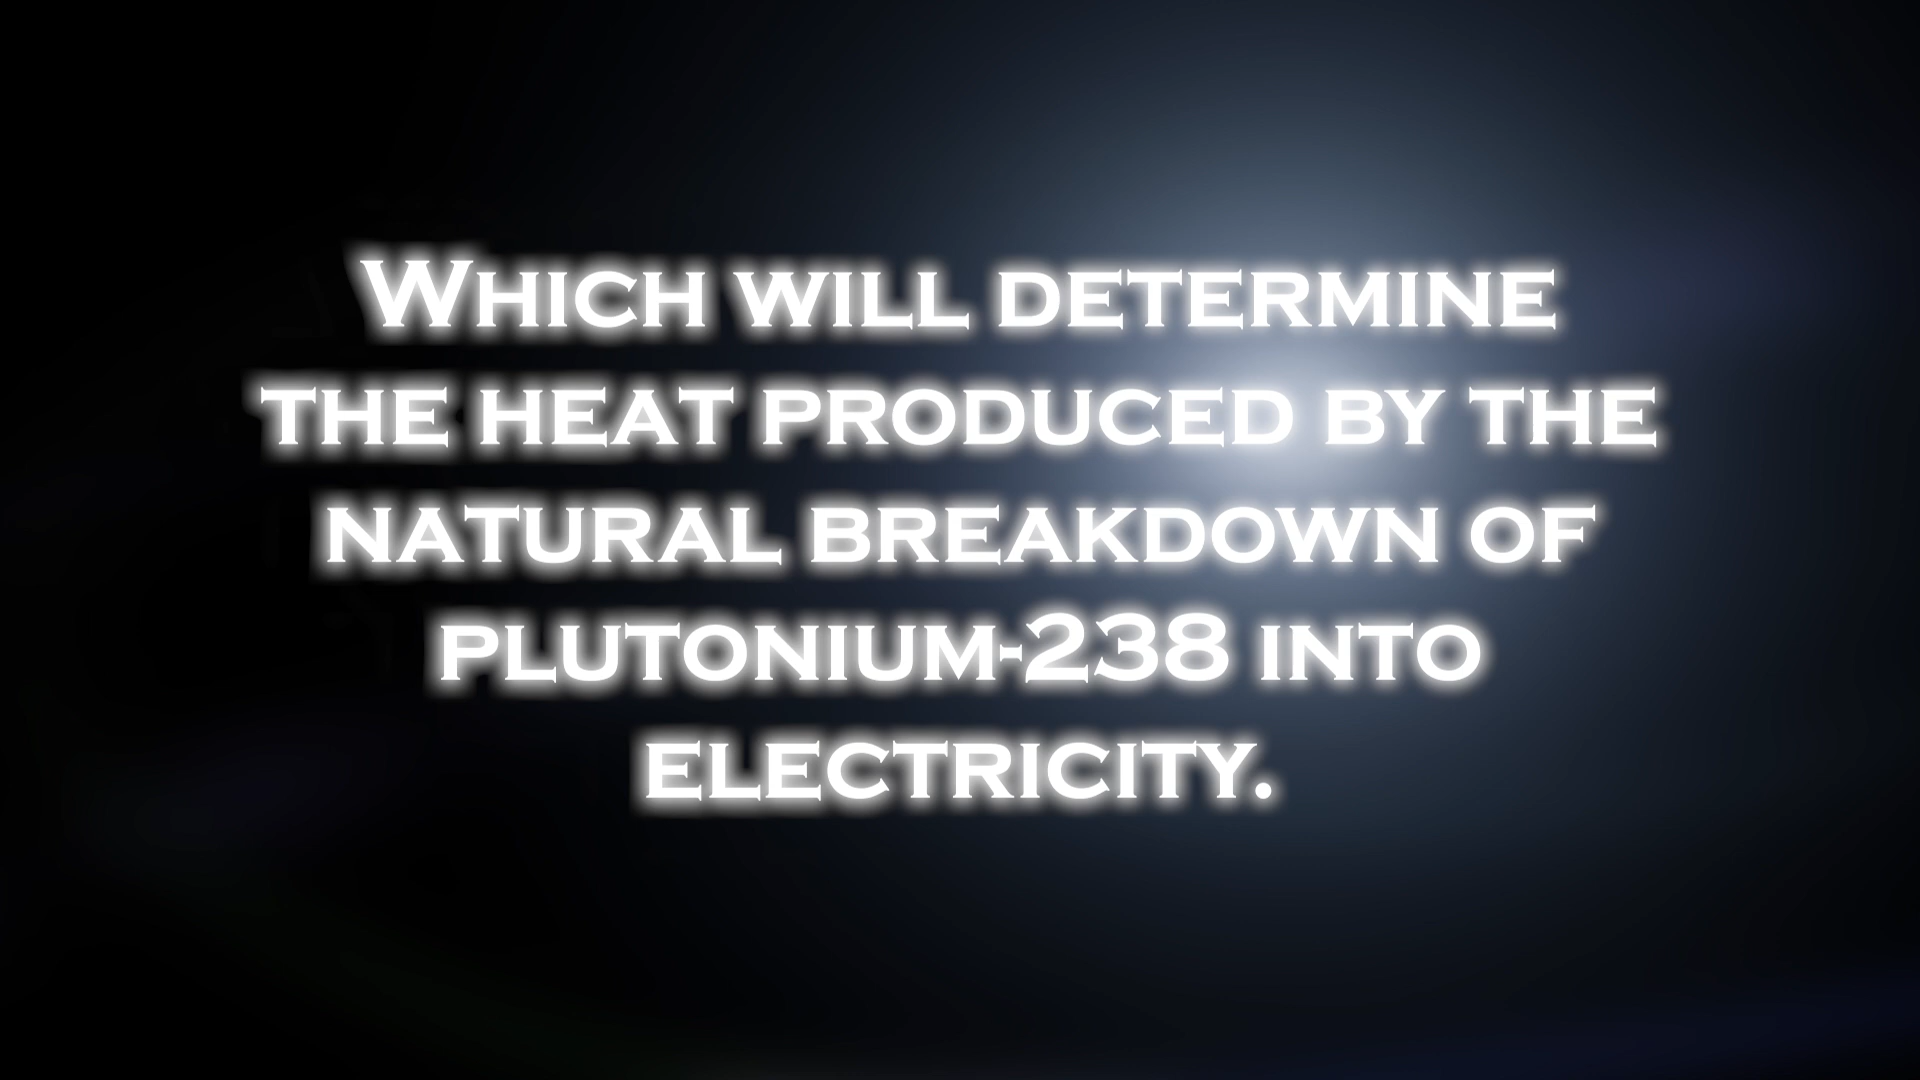 Which will determine
the heat produced by the
natural breakdown of
plutonium-238 into
electricity.